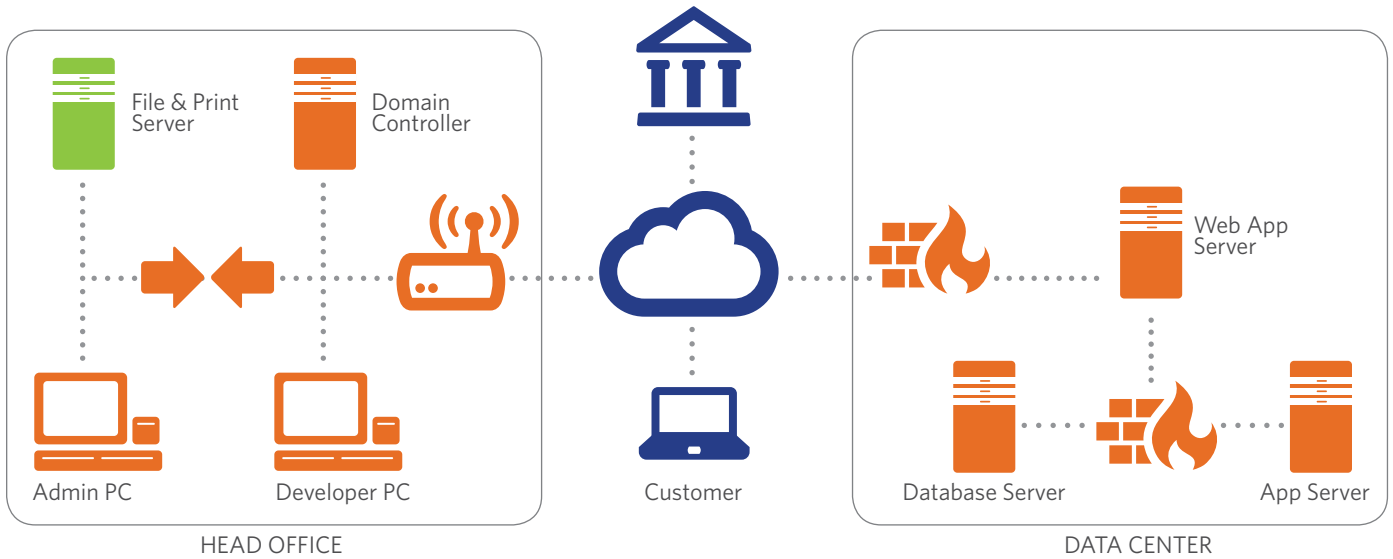 File & Print
Server
Domain
Controller
Web App
Server
Admin PC
Developer PC
Customer
Database Server
App Server
HEAD OFFICE
DATA CENTER